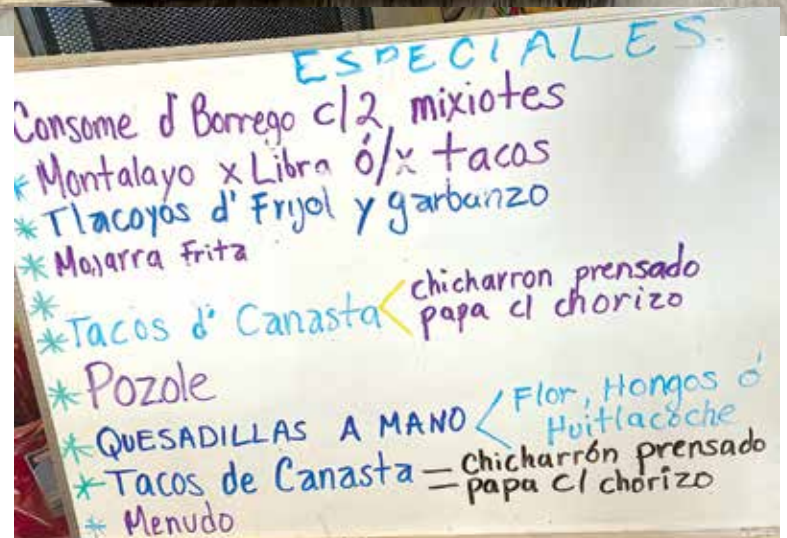 ESPECIALES
Consome d Borrego c/2 mixiotes
* Montalayo x Libra ó/x tacos
* Tlacoyos d' Frijol y garbanzo
* Mojarra Frita
*
* Tacos d' Canasta < chicharron prensado
papa c/ chorizo
* Pozole
* QUESADILLAS A MANO < Flor, Hongos ó
Huitlacoche
* Tacos de Canasta = Chicharrón prensado
papa c/ chorizo
* Menudo